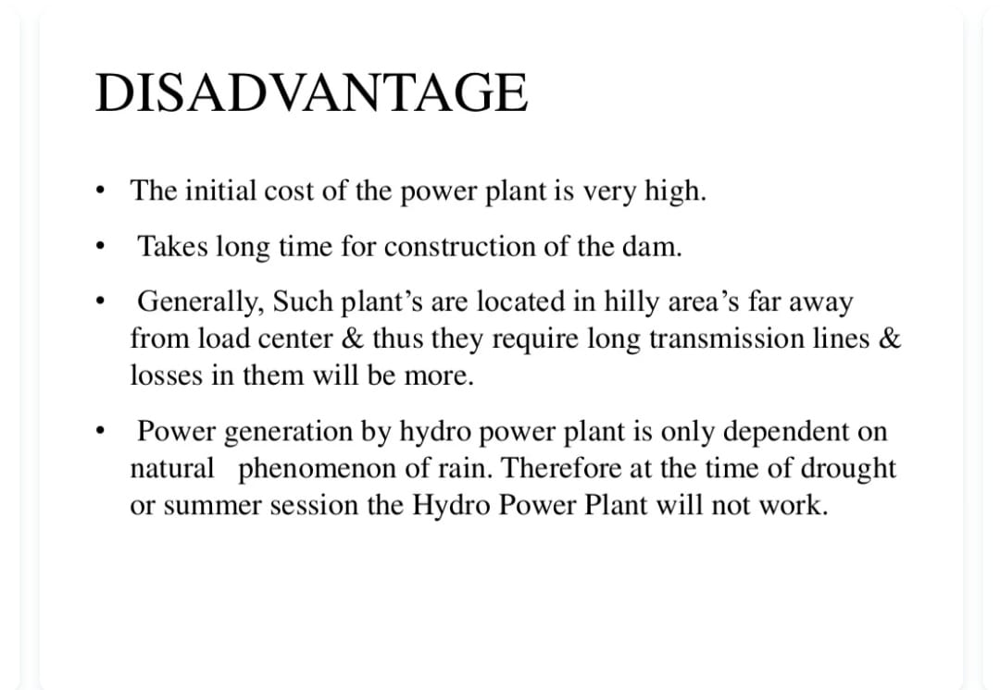 DISADVANTAGE
• The initial cost of the power plant is very high.
• Takes long time for construction of the dam.
• Generally, Such plant’s are located in hilly area’s far away
from load center & thus they require long transmission lines &
losses in them will be more.
• Power generation by hydro power plant is only dependent on
natural phenomenon of rain. Therefore at the time of drought
or summer session the Hydro Power Plant will not work.